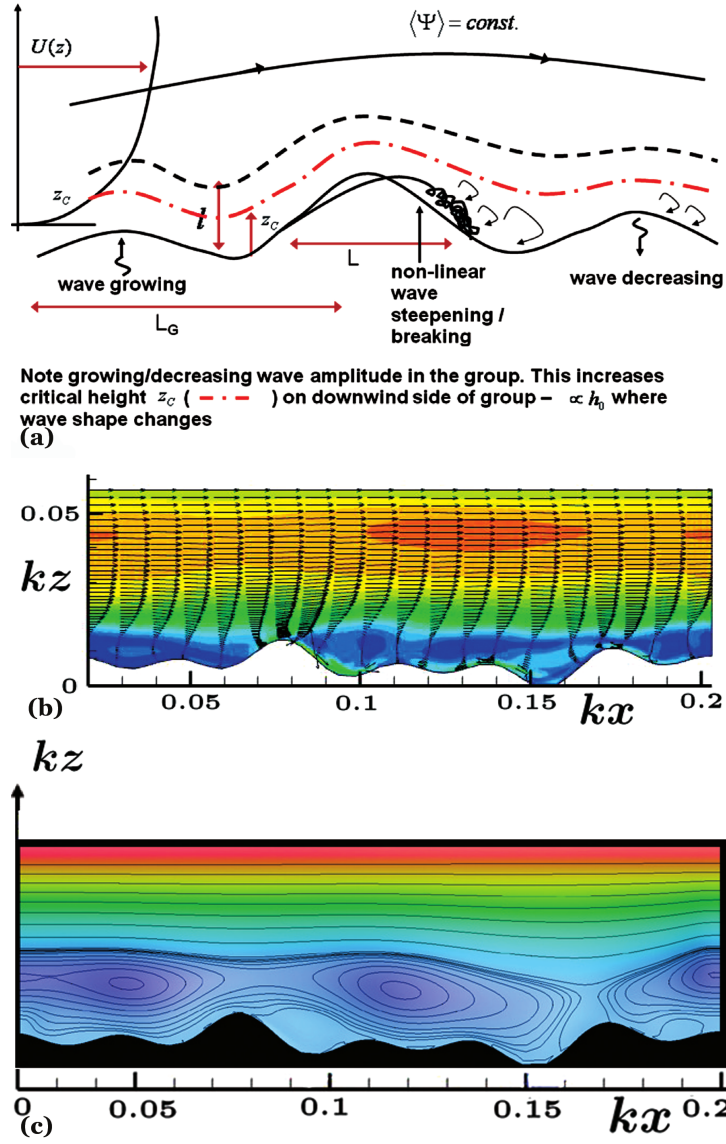 ⟨Ψ⟩ = const.
U(z)
z_C
l
z_C
L
wave growing
non-linear
wave
steepening /
breaking
wave decreasing
L_G
Note growing/decreasing wave amplitude in the group. This increases
critical height z_C ( ) on downwind side of group – ∝ h_0 where
wave shape changes
(a)
0.05
kz
0
0.05
0.1
0.15
0.2
(b)
kx
kz
0
0.05
0.1
0.15
0.2
(c)
kx